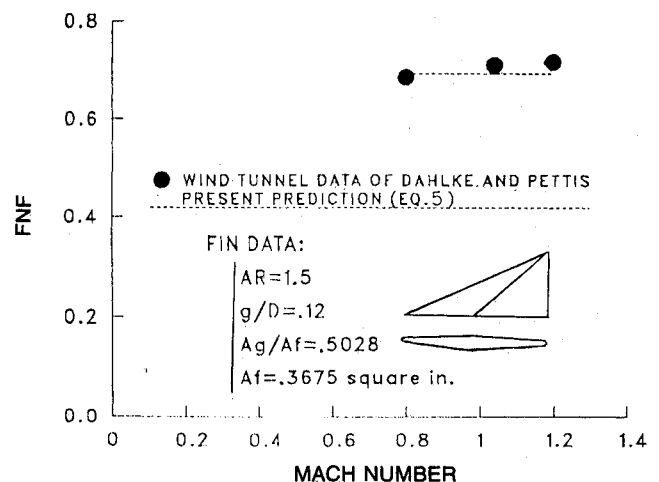 0.8
0.6
0.4
0.2
0.0
FNF
WIND TUNNEL DATA OF DAHLKE AND PETTIS
PRESENT PREDICTION (EQ.5)
FIN DATA:
AR=1.5
g/D=.12
Ag/Af=.5028
Af=.3675 square in.
0 0.2 0.4 0.6 0.8 1 1.2 1.4
MACH NUMBER